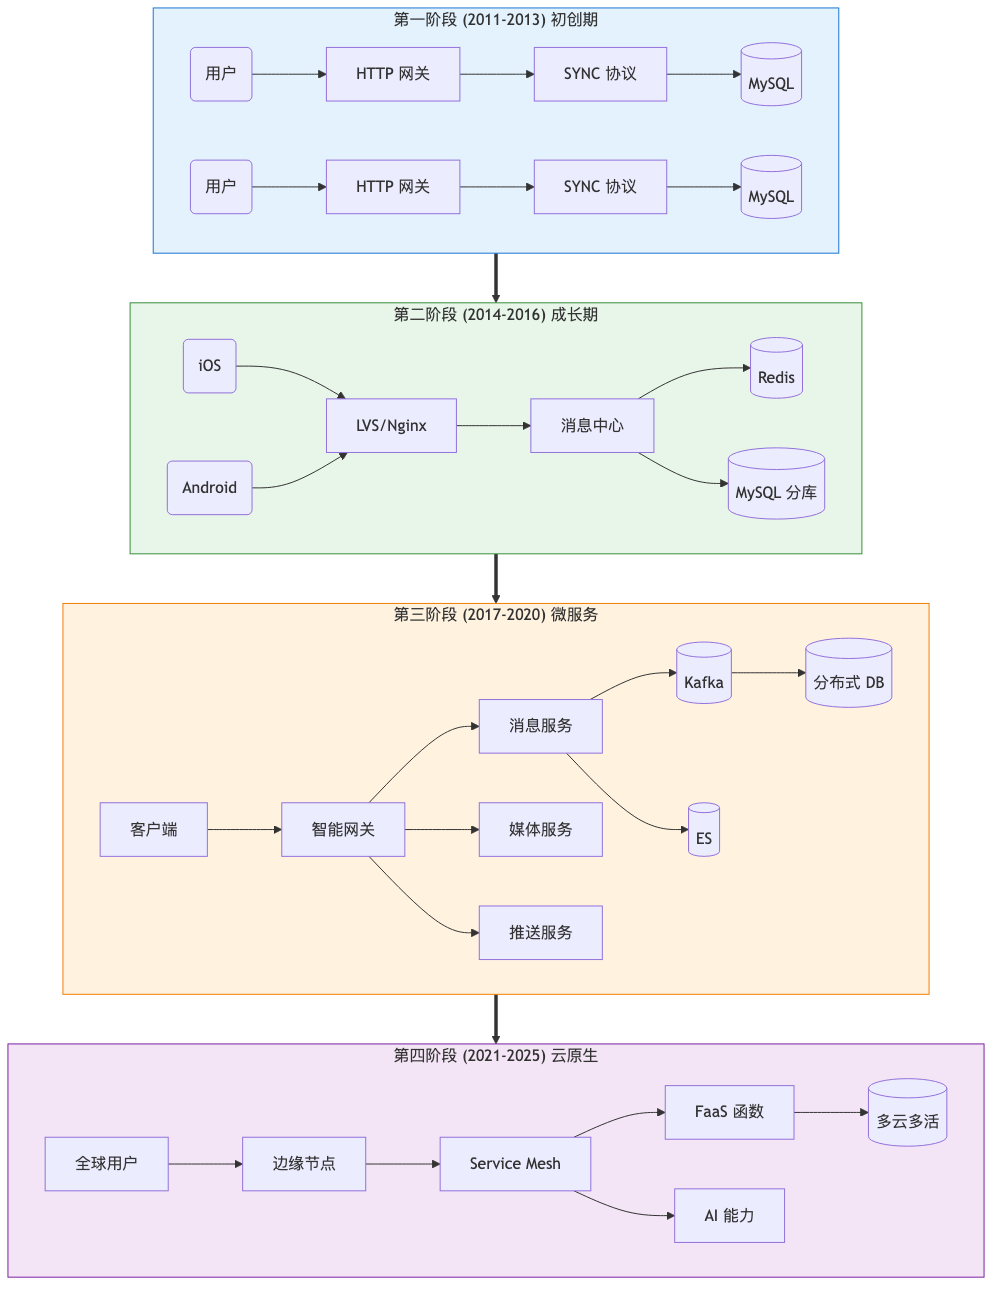 第一阶段 (2011-2013) 初创期
用户
HTTP 网关
SYNC 协议
MySQL
用户
HTTP 网关
SYNC 协议
MySQL
第二阶段 (2014-2016) 成长期
iOS
Android
LVS/Nginx
消息中心
Redis
MySQL 分库
第三阶段 (2017-2020) 微服务
客户端
智能网关
消息服务
媒体服务
推送服务
Kafka
ES
分布式 DB
第四阶段 (2021-2025) 云原生
全球用户
边缘节点
Service Mesh
FaaS 函数
AI 能力
多云多活